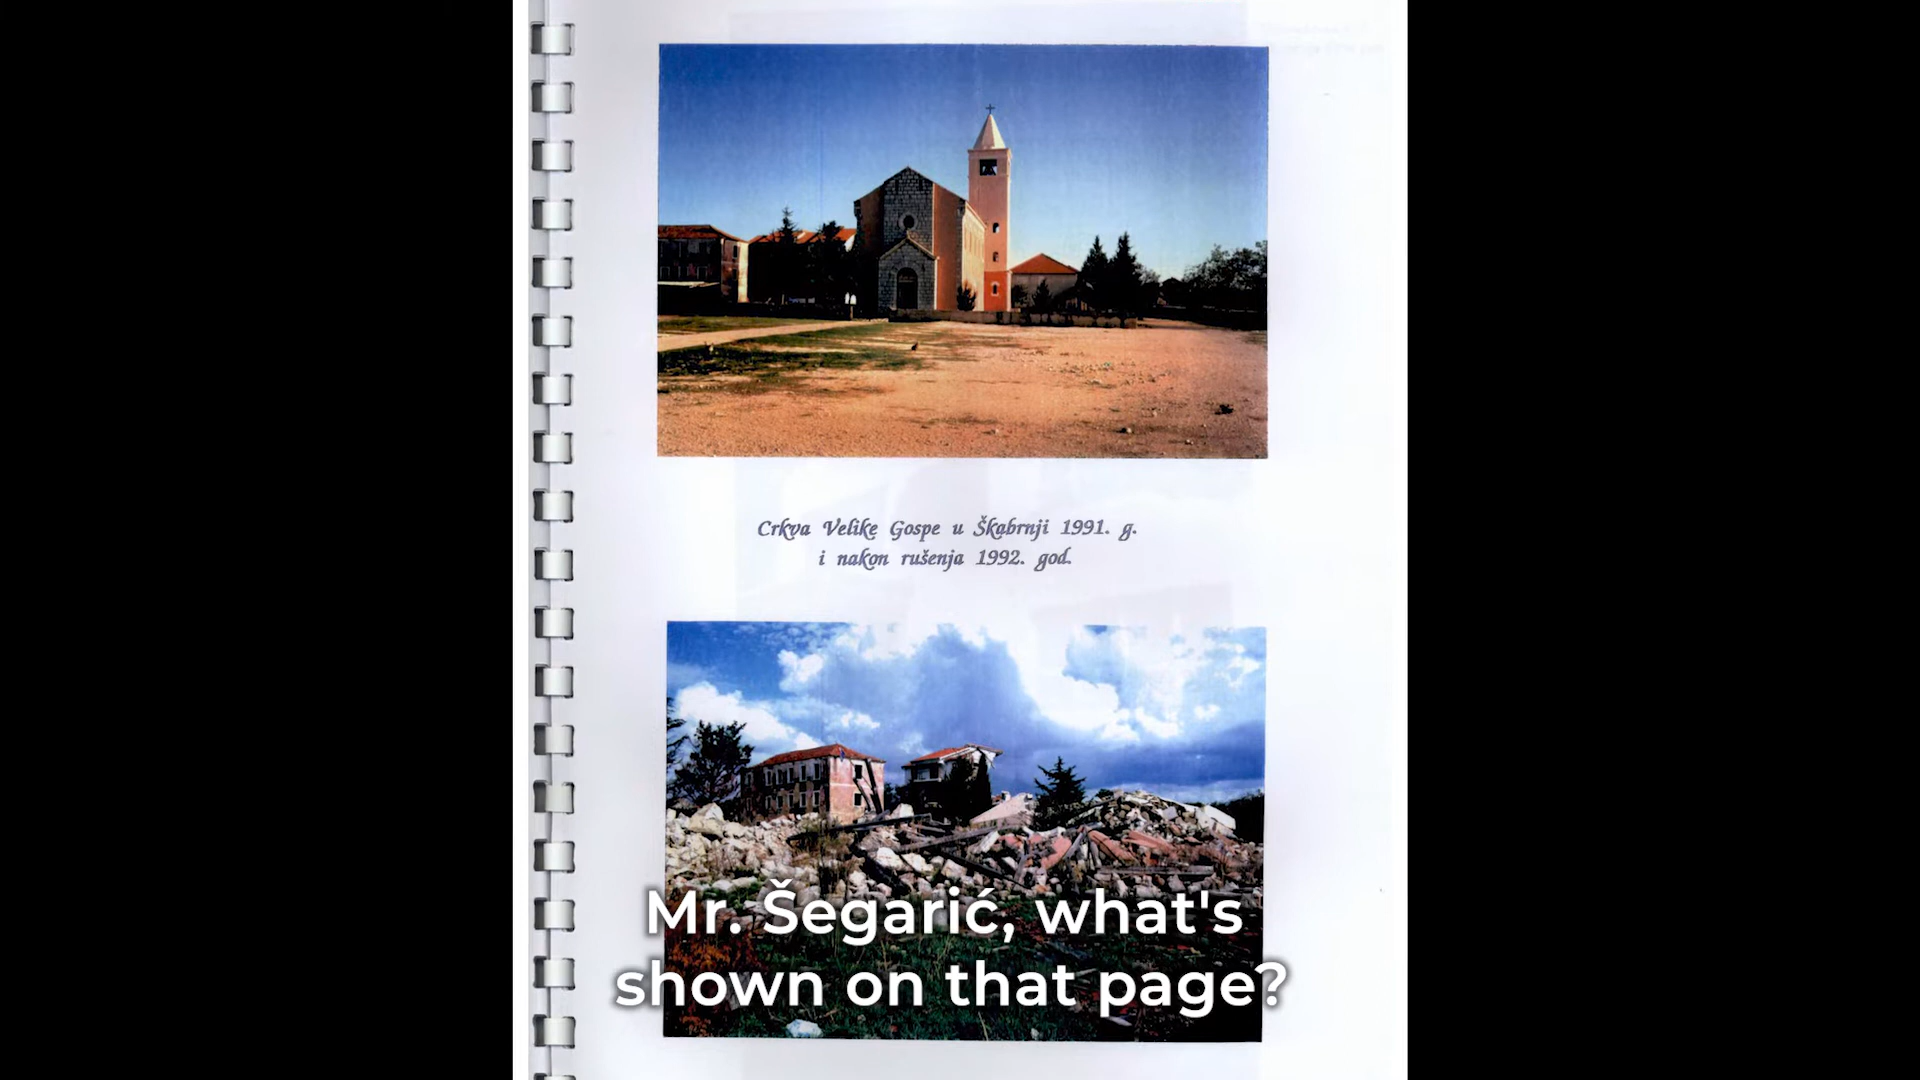 Crkva Velike Gospe u Škabrnji 1991. g.
i nakon rušenja 1992. god.
Mr. Šegarić, what's
shown on that page?